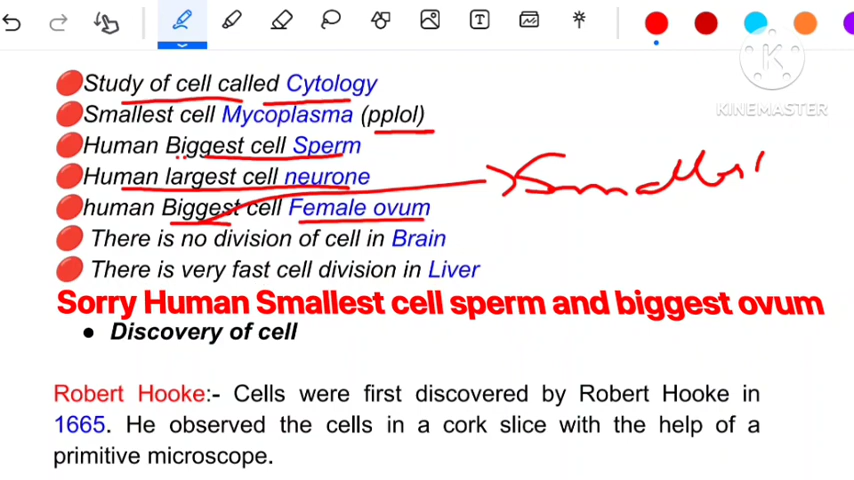 KINEMASTER
Study of cell called Cytology
Smallest cell Mycoplasma (pplol)
Human Biggest cell Sperm
Human largest cell neurone
Smallest
human Biggest cell Female ovum
There is no division of cell in Brain
There is very fast cell division in Liver
Sorry Human Smallest cell sperm and biggest ovum
Discovery of cell
Robert Hooke:- Cells were first discovered by Robert Hooke in
1665. He observed the cells in a cork slice with the help of a
primitive microscope.